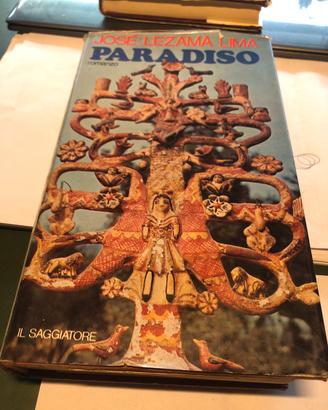 JOSÉ LEZAMA LIMA
PARADISO
romanzo
IL SAGGIATORE